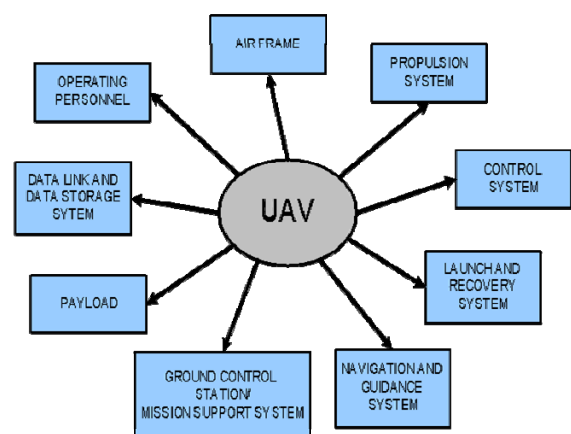 AIR FRAME
OPERATING
PERSONNEL
PROPULSION
SYSTEM
DATA LINK AND
DATA STORAGE
SYTEM
UAV
CONTROL
SYSTEM
PAYLOAD
LAUNCH AND
RECOVERY
SYSTEM
GROUND CONTROL
STATION/
MISSION SUPPORT SYSTEM
NAVIGATION AND
GUIDANCE
SYSTEM